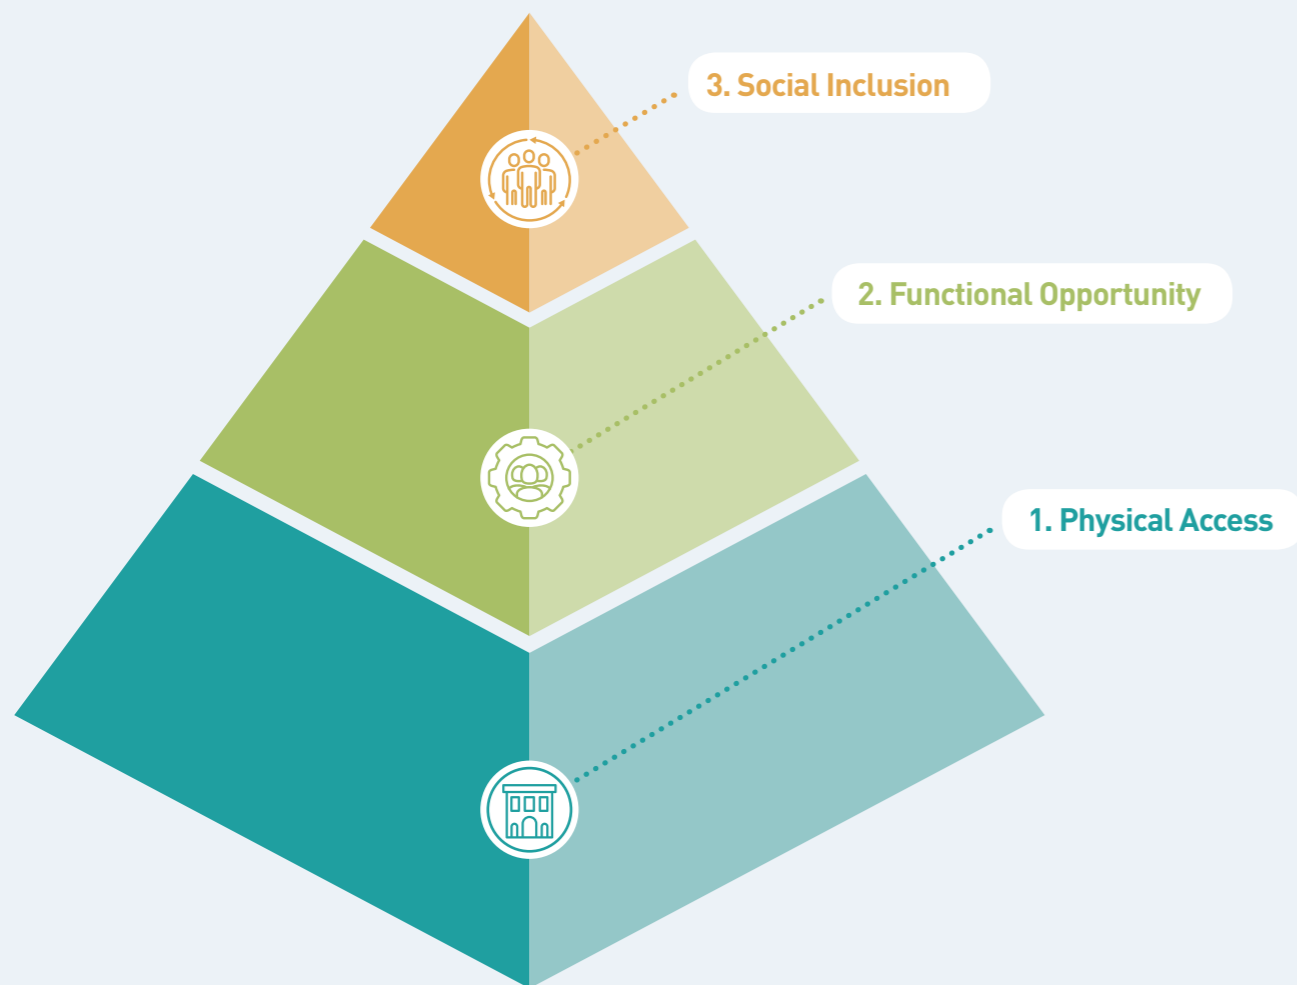 3. Social Inclusion
2. Functional Opportunity
1. Physical Access